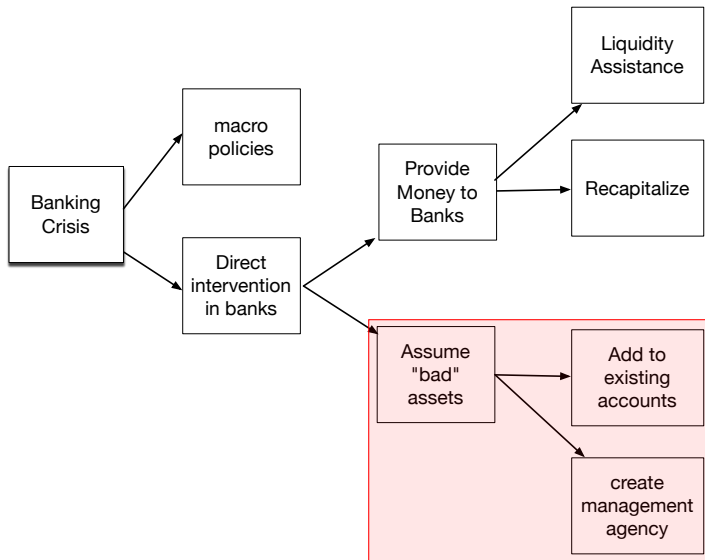 Liquidity
Assistance
macro
policies
Provide
Money to
Banks
Recapitalize
Banking
Crisis
Direct
intervention
in banks
Assume
"bad"
assets
Add to
existing
accounts
create
management
agency